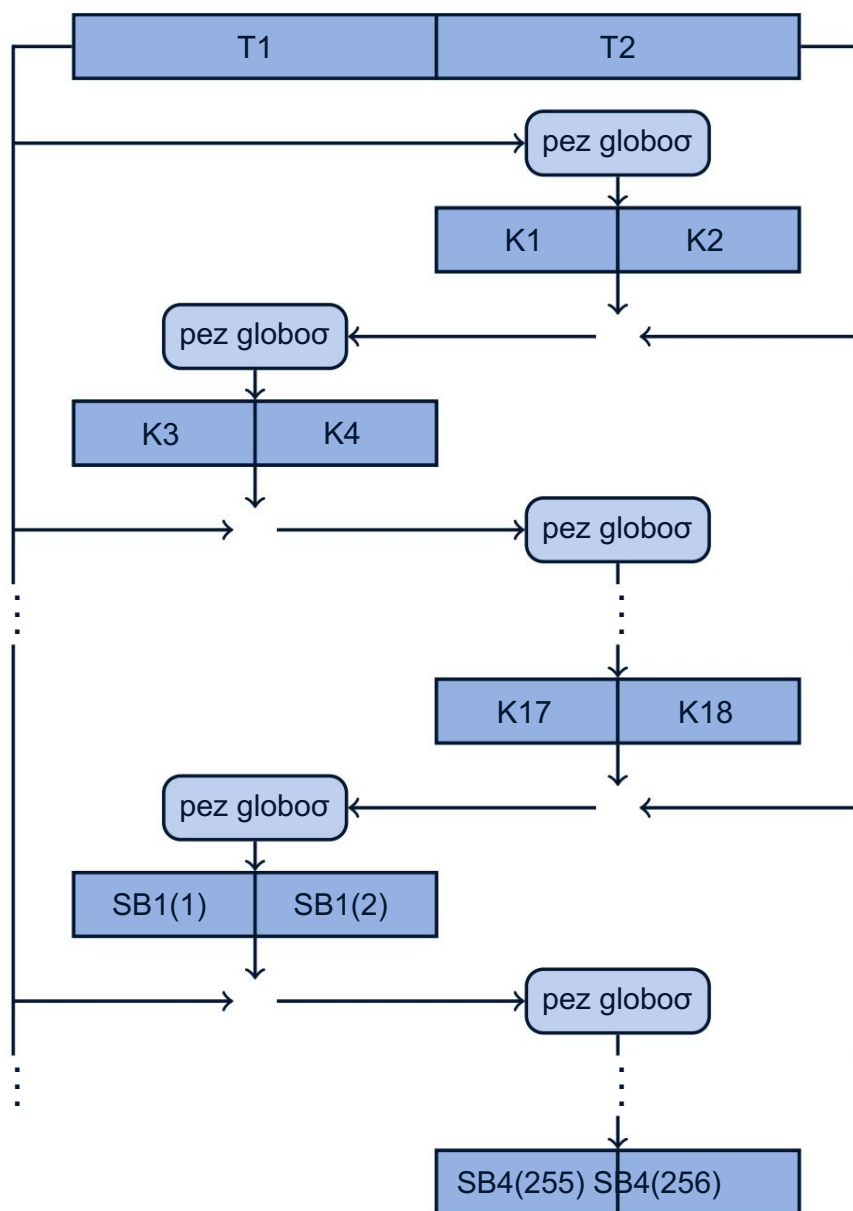 T1 T2
pez globoσ
K1 K2
pez globoσ
K3 K4
pez globoσ
K17 K18
pez globoσ
SB1(1) SB1(2)
pez globoσ
SB4(255) SB4(256)